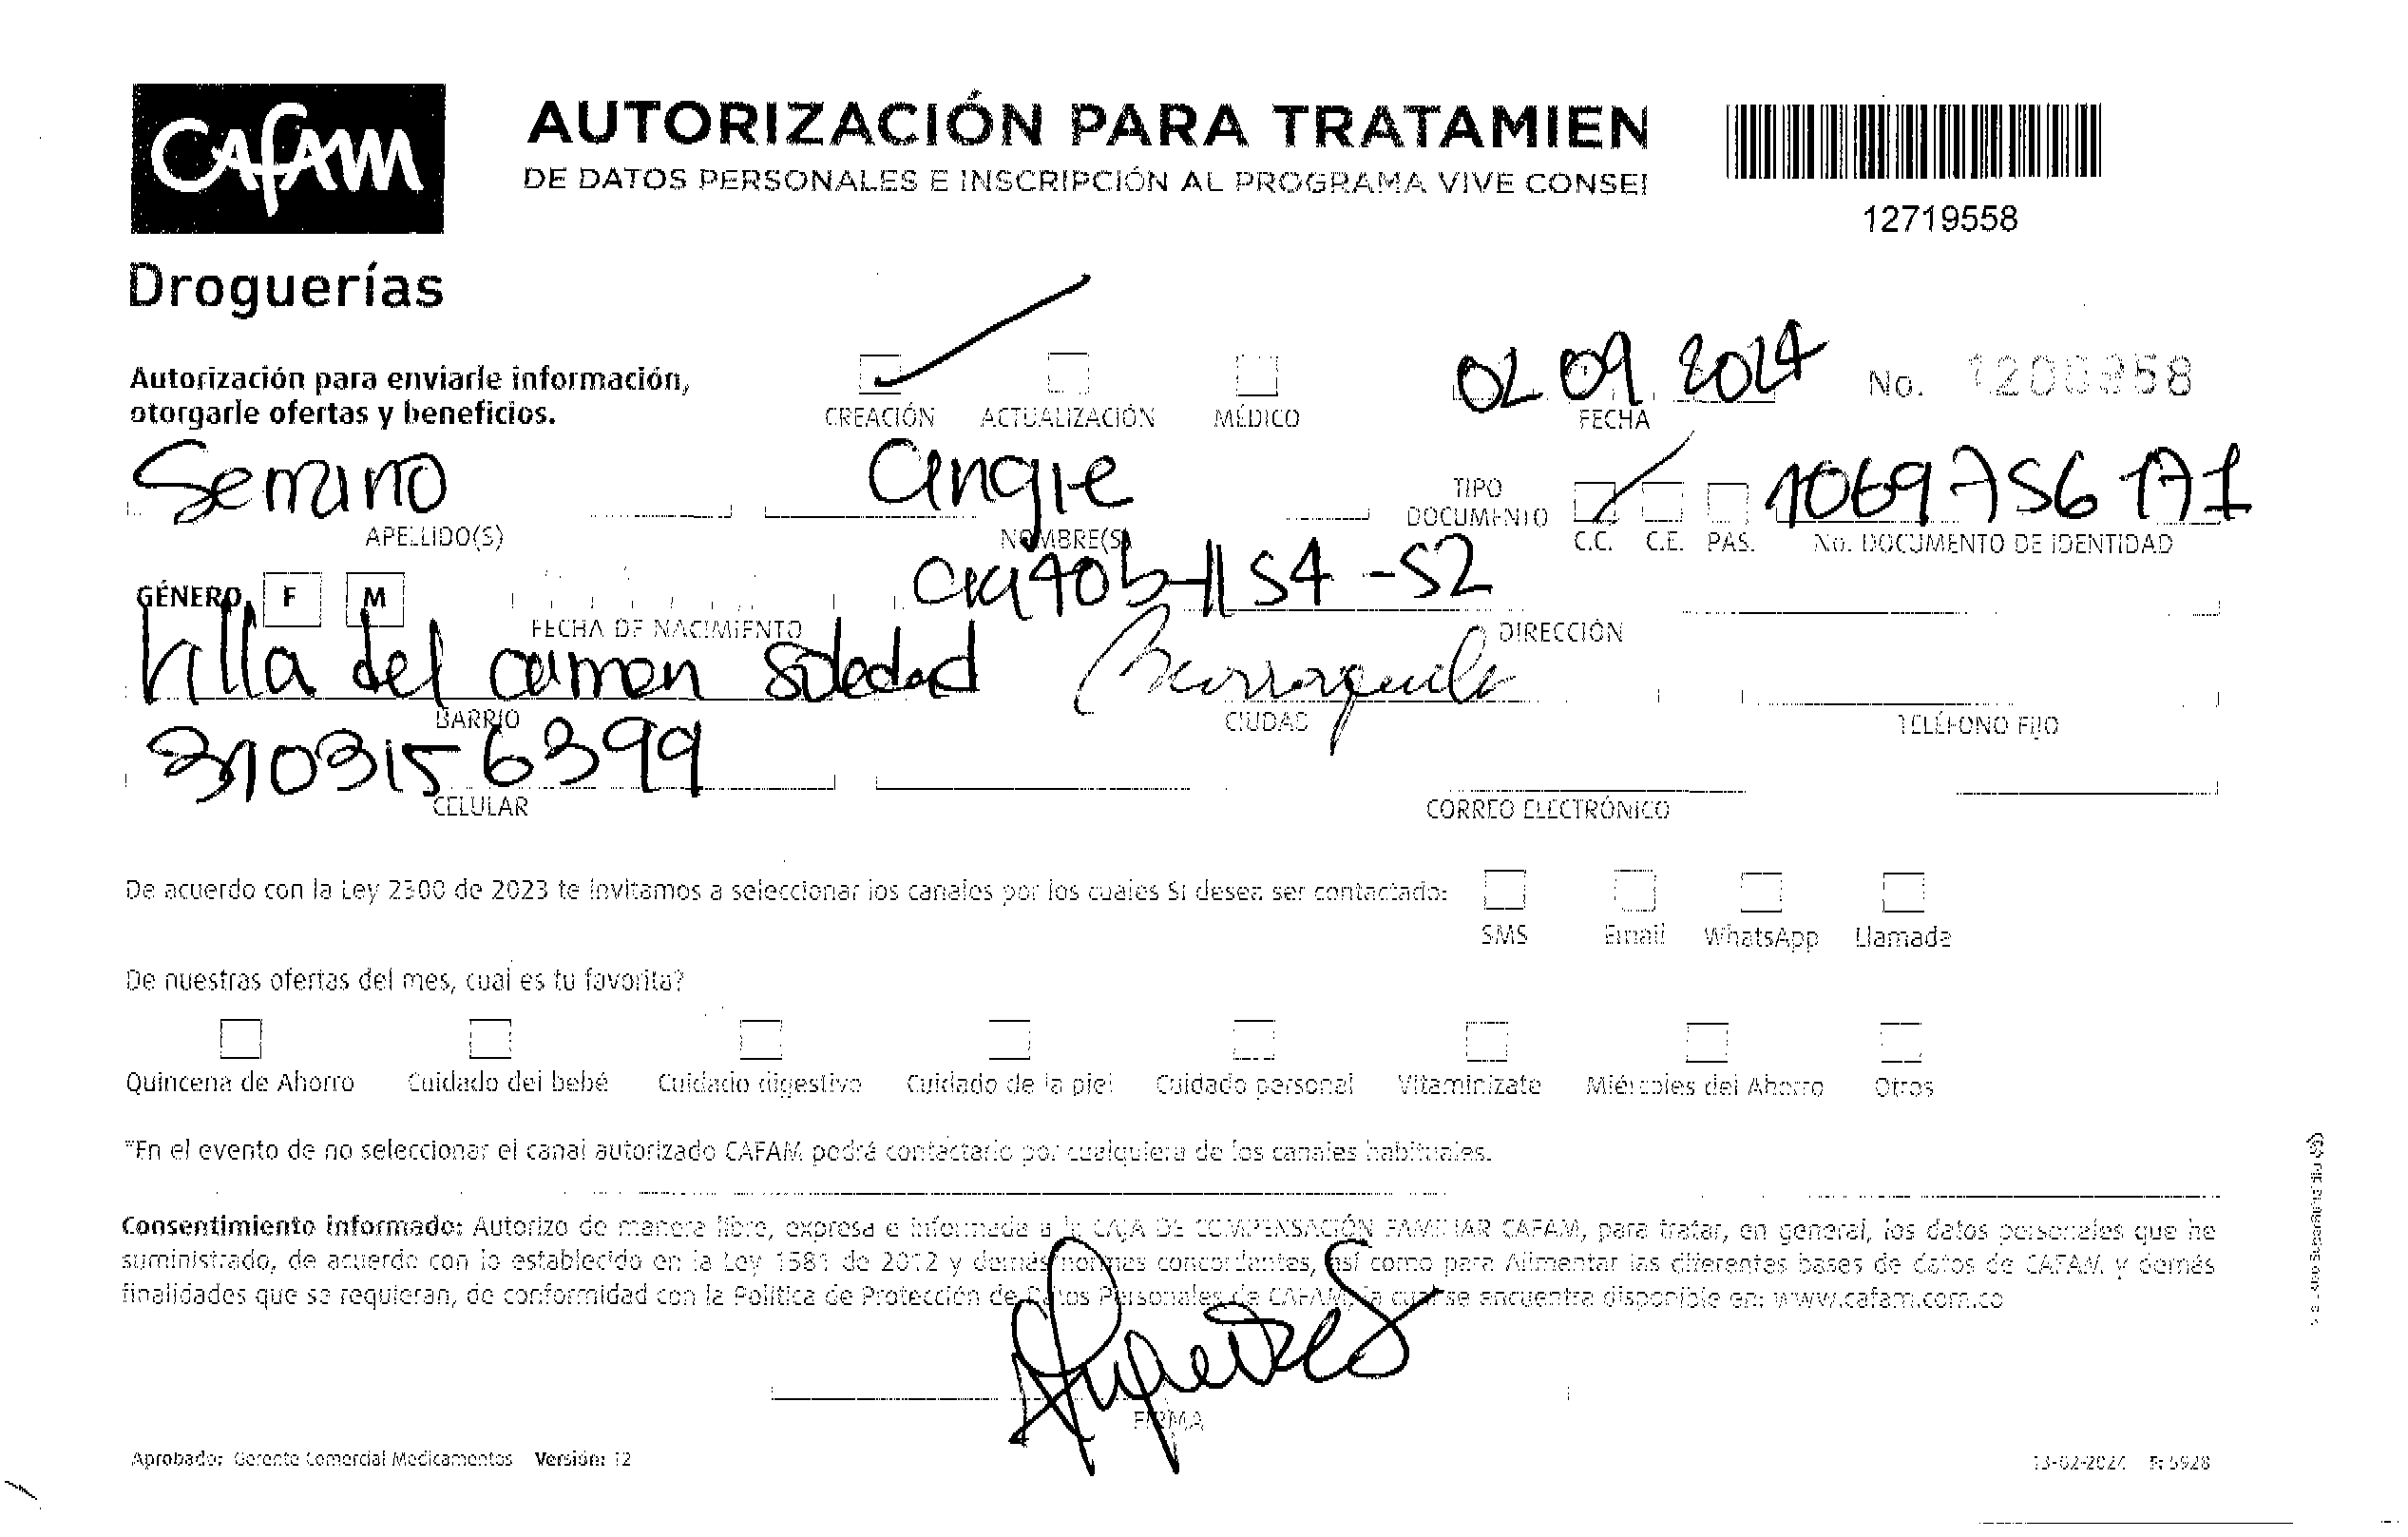 CAFAM
Droguerías
AUTORIZACIÓN PARA TRATAMIEN
DE DATOS PERSONALES E INSCRIPCIÓN AL PROGRAMA VIVE CONSEI
12719558
Autorización para enviarle información,
otorgarle ofertas y beneficios.
CREACIÓN ACTUALIZACIÓN MÉDICO
02 09 2024
FECHA
No. 1200958
Serrano
APELLIDO(S)
Angie
NOMBRE(S)
TIPO
DOCUMENTO
C.C. C.E. PAS.
1069756171
No. DOCUMENTO DE IDENTIDAD
GÉNERO F M
FECHA DE NACIMIENTO
54 -52
DIRECCIÓN
Villa del carmen Soledad
BARRIO
Barranquilla
CIUDAD
TELÉFONO FIJO
3103156399
CELULAR
CORREO ELECTRÓNICO
De acuerdo con la Ley 2300 de 2023 te invitamos a seleccionar los canales por los cuales SI desea ser contactado:
SMS Email WhatsApp Llamada
De nuestras ofertas del mes, cual es tu favorita?
Quincena de Ahorro Cuidado del bebé Cuidado digestivo Cuidado de la piel Cuidado personal Vitaminízate Miércoles del Ahorro Otros
*En el evento de no seleccionar el canal autorizado CAFAM podrá contactarlo por cualquiera de los canales habituales.
Consentimiento informado: Autorizo de manera libre, expresa e informada a la CAJA DE COMPENSACIÓN FAMILIAR CAFAM, para tratar, en general, los datos personales que he
suministrado, de acuerdo con lo establecido en la Ley 1581 de 2012 y demás normas concordantes, así como para Alimentar las diferentes bases de datos de CAFAM y demás
finalidades que se requieran, de conformidad con la Política de Protección de Datos Personales de CAFAM, la cual se encuentra disponible en: www.cafam.com.co
FIRMA
Aprobado: Gerente Comercial Medicamentos Versión: 12
13-02-2024 F: 5928